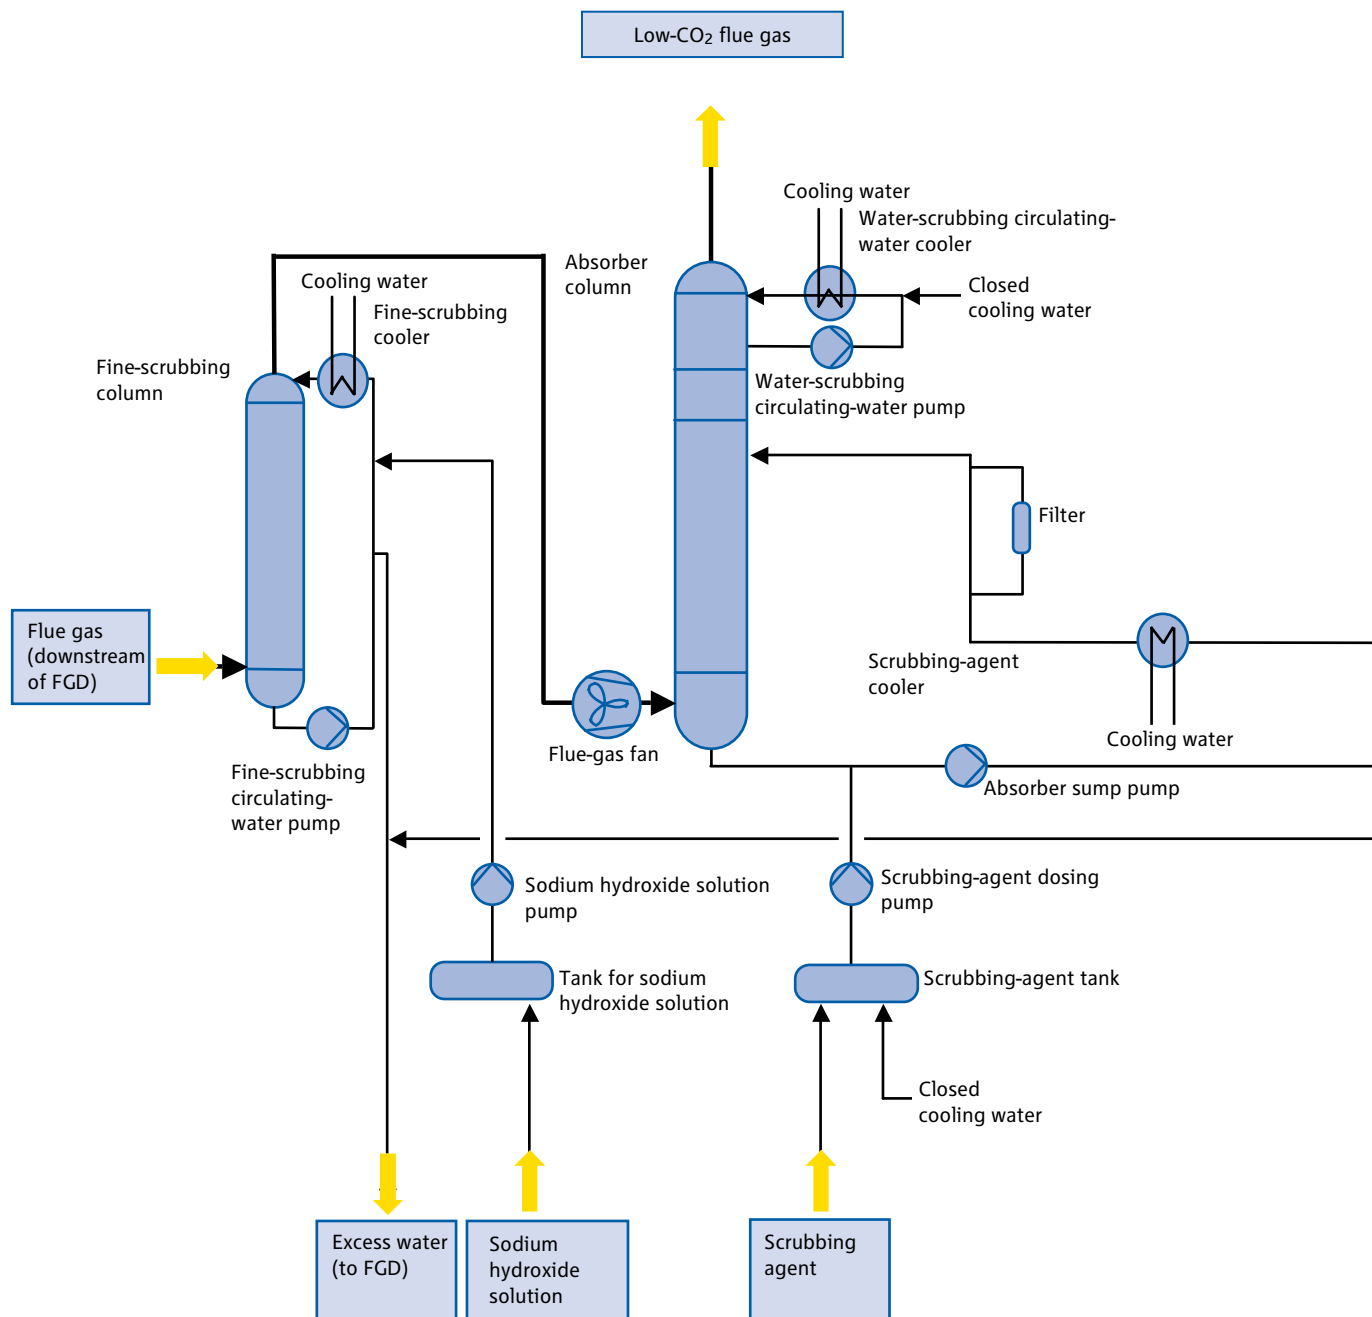 Low-CO₂ flue gas
Cooling water
Water-scrubbing circulating-
water cooler
Absorber
column
Closed
cooling water
Cooling water
Fine-scrubbing
cooler
Fine-scrubbing
column
Water-scrubbing
circulating-water pump
Filter
Flue gas
(downstream
of FGD)
Scrubbing-agent
cooler
Cooling water
Flue-gas fan
Fine-scrubbing
circulating-
water pump
Absorber sump pump
Sodium hydroxide solution
pump
Scrubbing-agent dosing
pump
Tank for sodium
hydroxide solution
Scrubbing-agent tank
Closed
cooling water
Excess water
(to FGD)
Sodium
hydroxide
solution
Scrubbing
agent